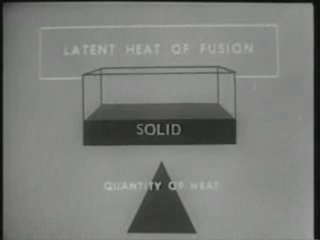 LATENT HEAT OF FUSION
SOLID
QUANTITY OF HEAT